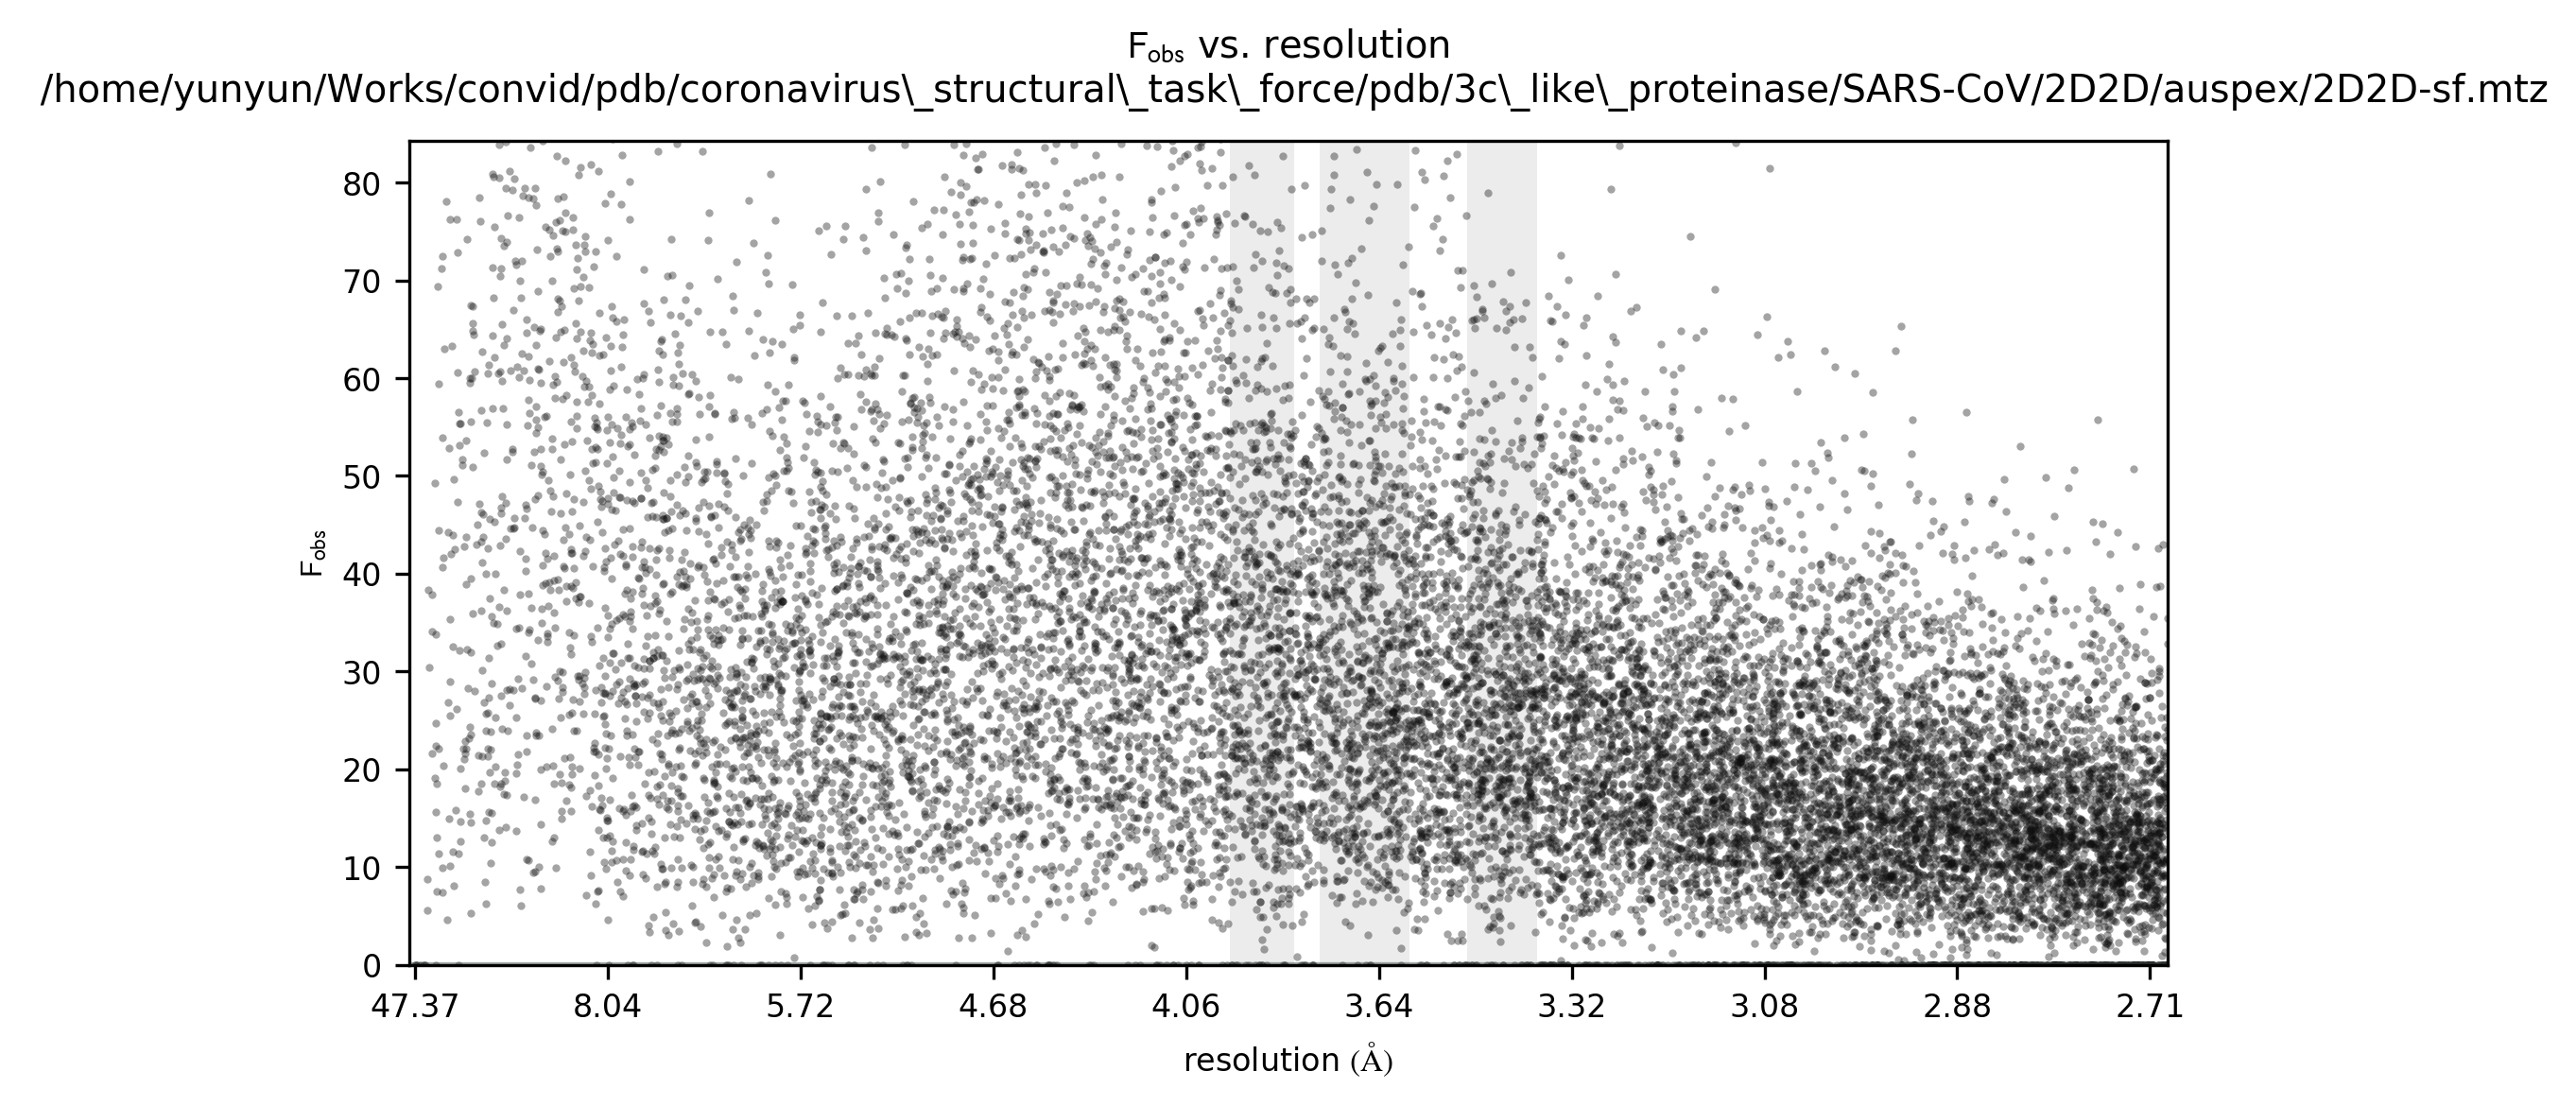 F_obs vs. resolution
/home/yunyun/Works/convid/pdb/coronavirus\_structural\_task\_force/pdb/3c\_like\_proteinase/SARS-CoV/2D2D/auspex/2D2D-sf.mtz
80
70
60
50
40
30
20
10
0
F_obs
47.37 8.04 5.72 4.68 4.06 3.64 3.32 3.08 2.88 2.71
resolution (Å)